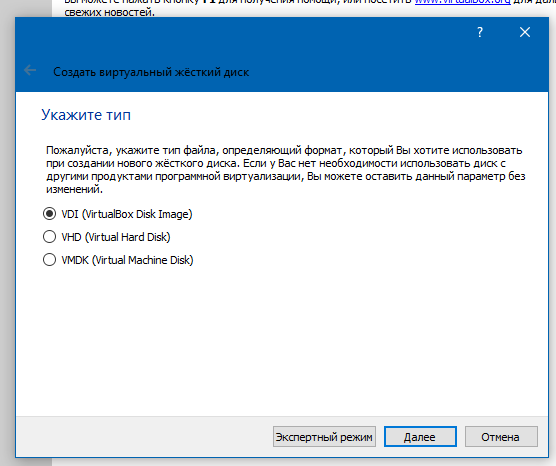 Вы можете нажать кнопку F1 для получения помощи, или посетить www.virtualbox.org для
свежих новостей.
?
Создать виртуальный жёсткий диск
Укажите тип
Пожалуйста, укажите тип файла, определяющий формат, который Вы хотите использовать
при создании нового жёсткого диска. Если у Вас нет необходимости использовать диск с
другими продуктами программной виртуализации, Вы можете оставить данный параметр без
изменений.
VDI (VirtualBox Disk Image)
VHD (Virtual Hard Disk)
VMDK (Virtual Machine Disk)
Экспертный режим
Далее
Отмена